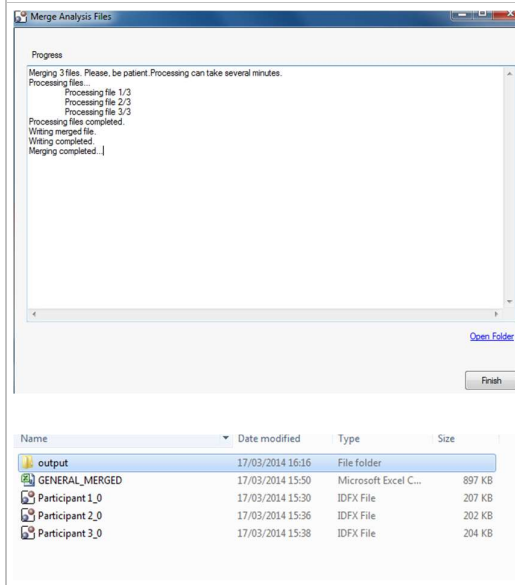 Merge Analysis Files
Progress
Merging 3 files. Please, be patient.Processing can take several minutes.
Processing files...
Processing file 1/3
Processing file 2/3
Processing file 3/3
Processing files completed.
Writing merged file.
Writing completed.
Merging completed...
Open Folder
Finish
Name Date modified Type Size
output 17/03/2014 16:16 File folder
GENERAL_MERGED 17/03/2014 15:50 Microsoft Excel C... 897 KB
Participant 1_0 17/03/2014 15:30 IDFX File 207 KB
Participant 2_0 17/03/2014 15:36 IDFX File 202 KB
Participant 3_0 17/03/2014 15:38 IDFX File 204 KB